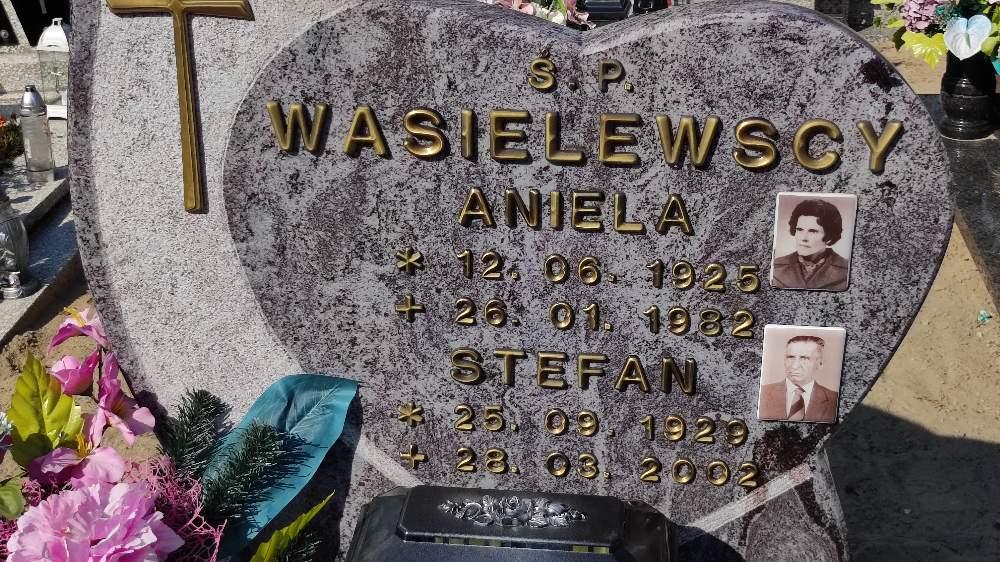 Ś. P.
WASIELEWSCY
ANIELA
* 12. 06. 1925
+ 26. 01. 1982
STEFAN
* 25. 09. 1929
+ 28. 03. 2002